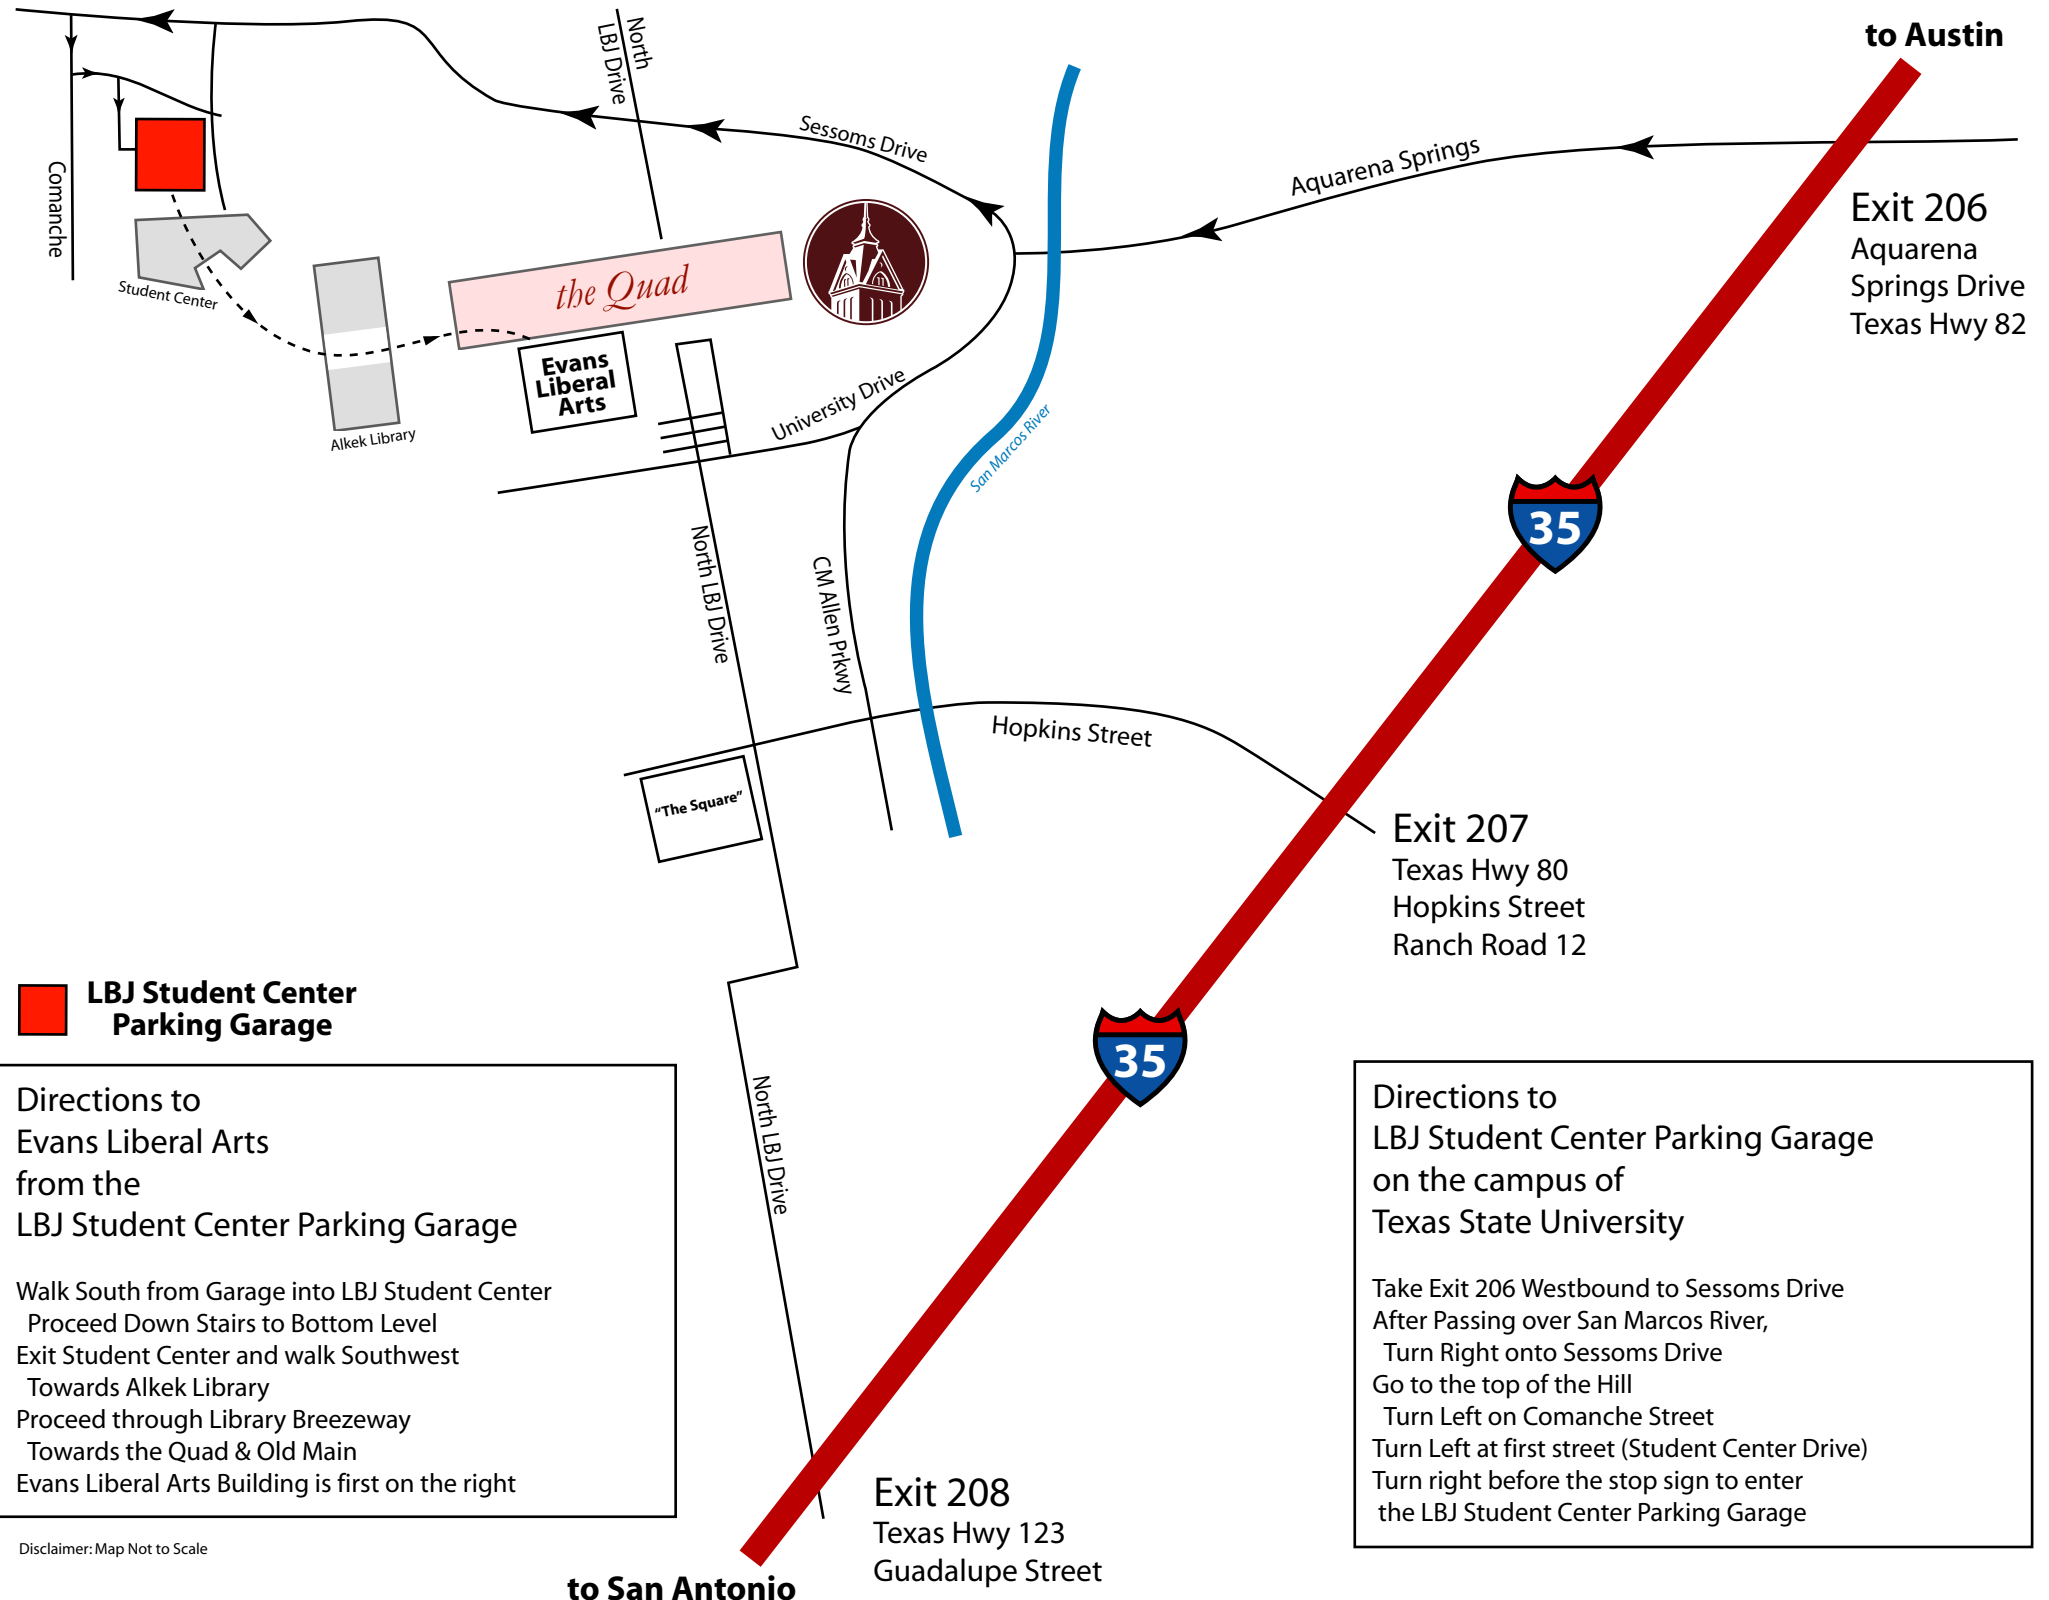 to Austin
North
LBJ Drive
Sessoms Drive
Aquarena Springs
Comanche
Exit 206
Aquarena
Springs Drive
Texas Hwy 82
Student Center
the Quad
Evans
Liberal
Arts
Alkek Library
University Drive
San Marcos River
35
North LBJ Drive
CM Allen Prkwy
Hopkins Street
"The Square"
Exit 207
Texas Hwy 80
Hopkins Street
Ranch Road 12
LBJ Student Center
Parking Garage
35
North LBJ Drive
Directions to
Evans Liberal Arts
from the
LBJ Student Center Parking Garage
Walk South from Garage into LBJ Student Center
Proceed Down Stairs to Bottom Level
Exit Student Center and walk Southwest
Towards Alkek Library
Proceed through Library Breezeway
Towards the Quad & Old Main
Evans Liberal Arts Building is first on the right
Directions to
LBJ Student Center Parking Garage
on the campus of
Texas State University
Take Exit 206 Westbound to Sessoms Drive
After Passing over San Marcos River,
Turn Right onto Sessoms Drive
Go to the top of the Hill
Turn Left on Comanche Street
Turn Left at first street (Student Center Drive)
Turn right before the stop sign to enter
the LBJ Student Center Parking Garage
Exit 208
Texas Hwy 123
Guadalupe Street
Disclaimer: Map Not to Scale
to San Antonio